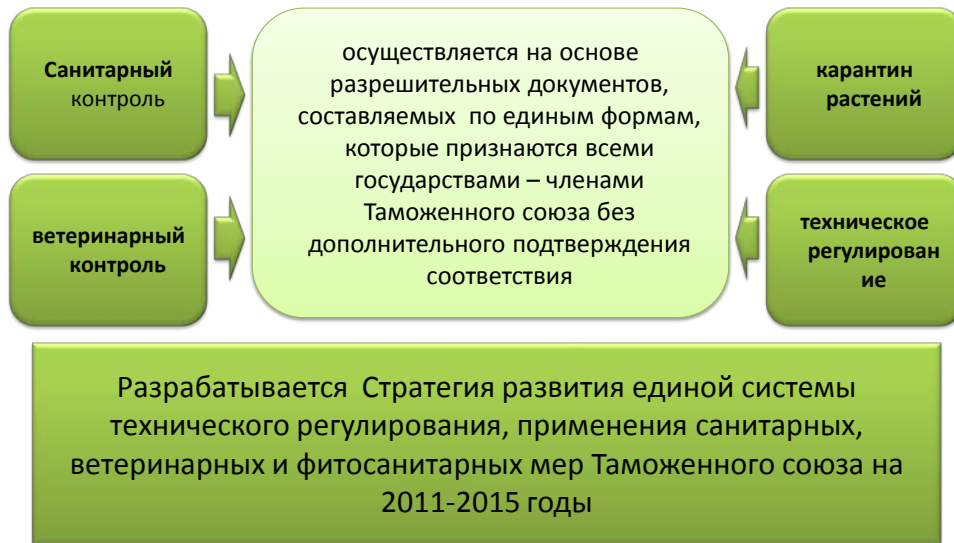 Санитарный
контроль
ветеринарный
контроль
осуществляется на основе
разрешительных документов,
составляемых по единым формам,
которые признаются всеми
государствами – членами
Таможенного союза без
дополнительного подтверждения
соответствия
карантин
растений
техническое
регулирован
ие
Разрабатывается Стратегия развития единой системы
технического регулирования, применения санитарных,
ветеринарных и фитосанитарных мер Таможенного союза на
2011-2015 годы